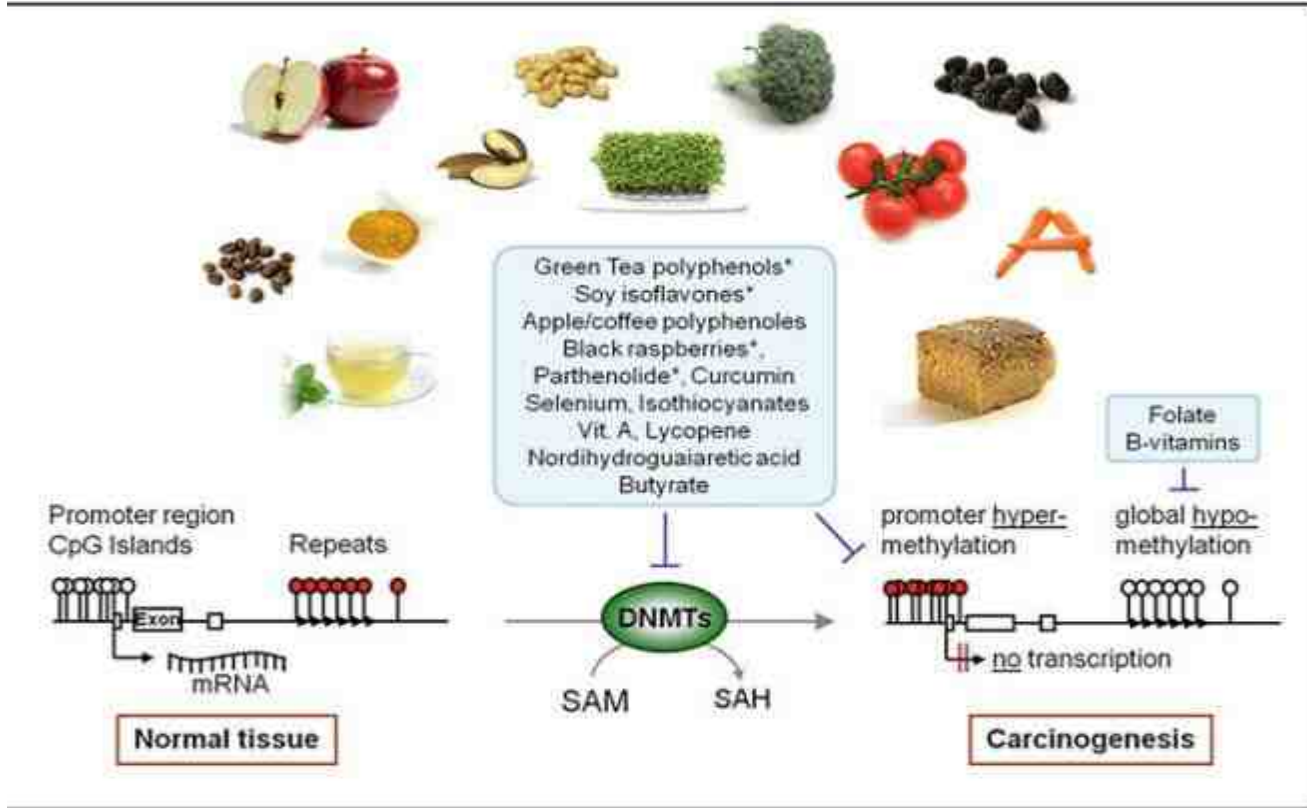 Green Tea polyphenols*
Soy isoflavones*
Apple/coffee polyphenoles
Black raspberries*,
Parthenolide*, Curcumin
Selenium, Isothiocyanates
Vit. A, Lycopene
Nordihydroguaiaretic acid
Butyrate
Folate
B-vitamins
Promoter region
CpG Islands
Repeats
promoter hyper-
methylation
global hypo-
methylation
Exon
DNMTs
mRNA
SAM
SAH
no transcription
Normal tissue
Carcinogenesis